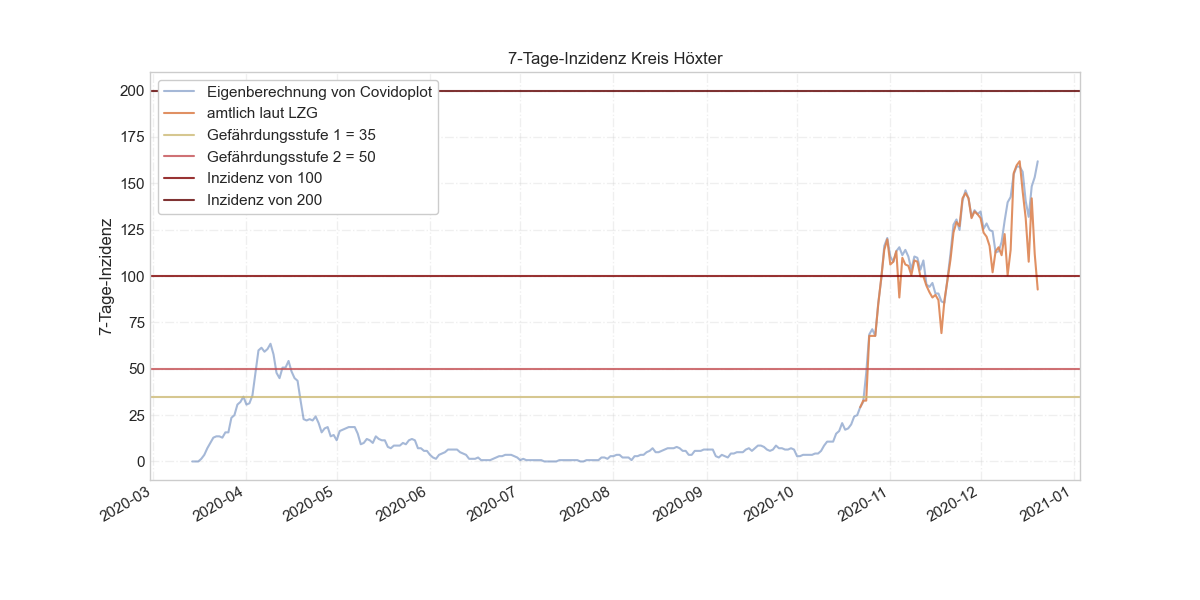 7-Tage-Inzidenz Kreis Höxter
Eigenberechnung von Covidoplot
amtlich laut LZG
Gefährdungsstufe 1 = 35
Gefährdungsstufe 2 = 50
Inzidenz von 100
Inzidenz von 200
7-Tage-Inzidenz
200
175
150
125
100
75
50
25
0
2020-03
2020-04
2020-05
2020-06
2020-07
2020-08
2020-09
2020-10
2020-11
2020-12
2021-01